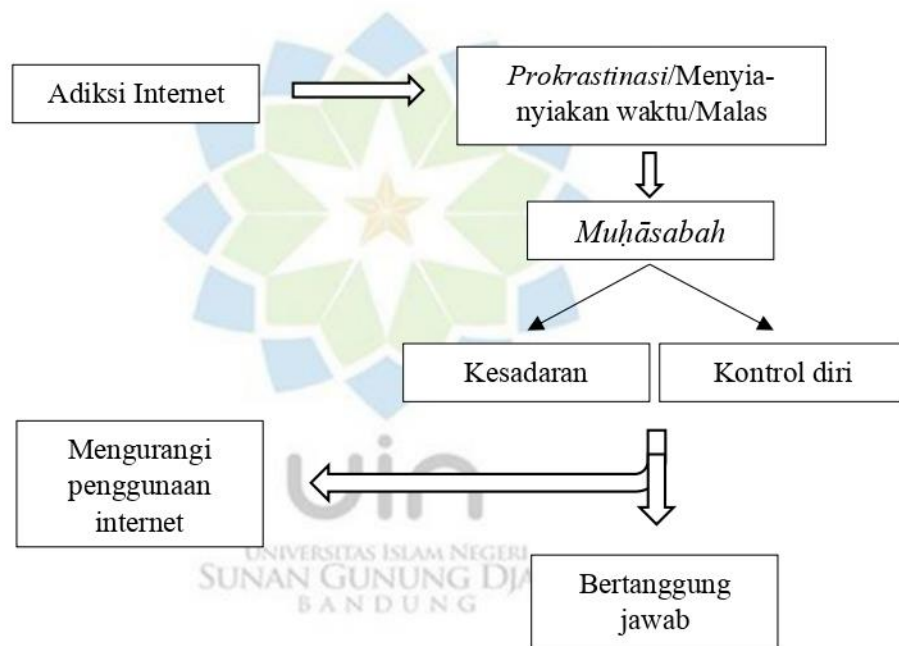 Adiksi Internet
Prokrastinasi/Menyia-
nyiakan waktu/Malas
Muḥāsabah
Kesadaran
Kontrol diri
Mengurangi
penggunaan
internet
uin
UNIVERSITAS ISLAM NEGERI
SUNAN GUNUNG DJA
BANDUNG
Bertanggung
jawab